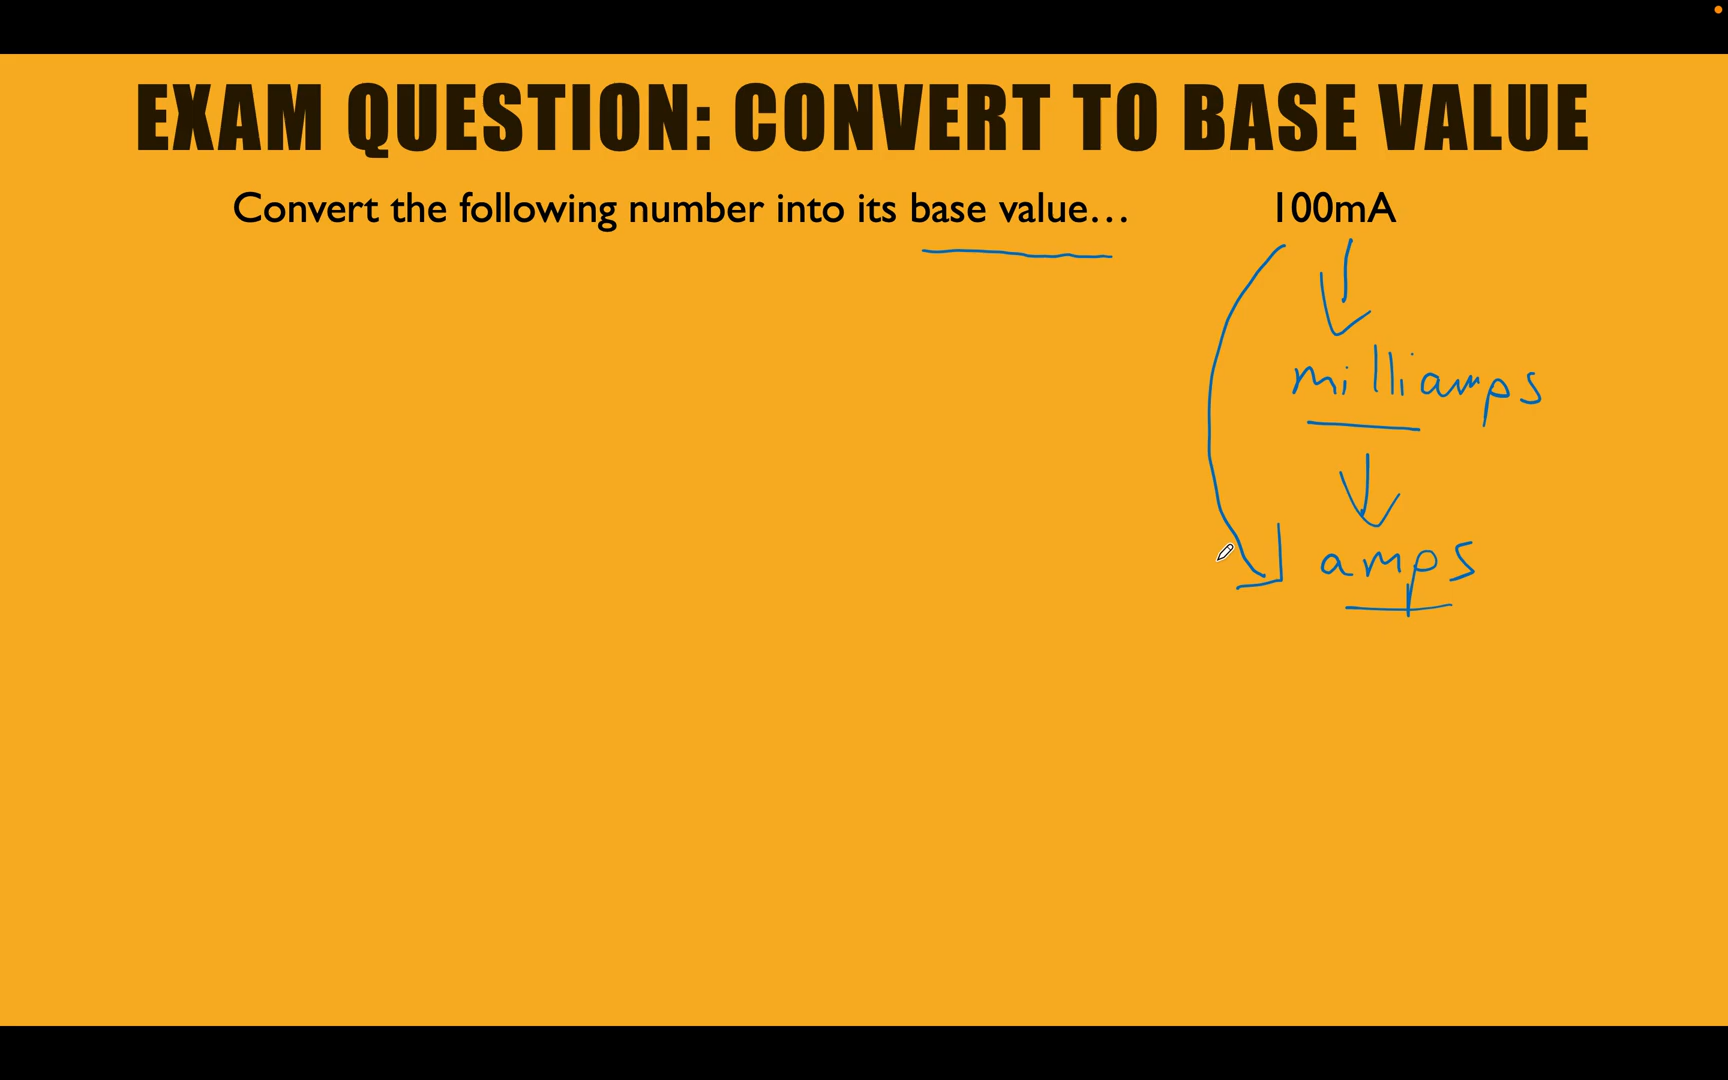 EXAM QUESTION: CONVERT TO BASE VALUE
Convert the following number into its base value… 100mA
milliamps
amps